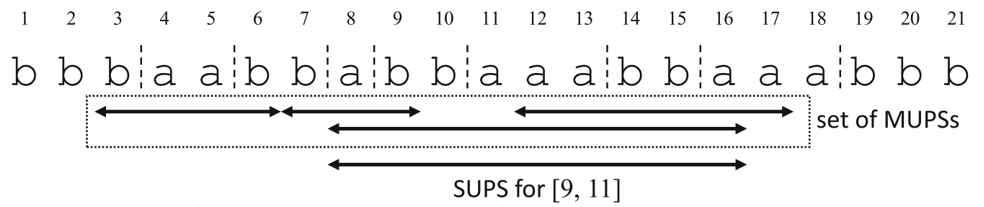 1 2 3 4 5 6 7 8 9 10 11 12 13 14 15 16 17 18 19 20 21
b b b a a b b a b b a a a b b a a a b b b
set of MUPSs
SUPS for [9, 11]